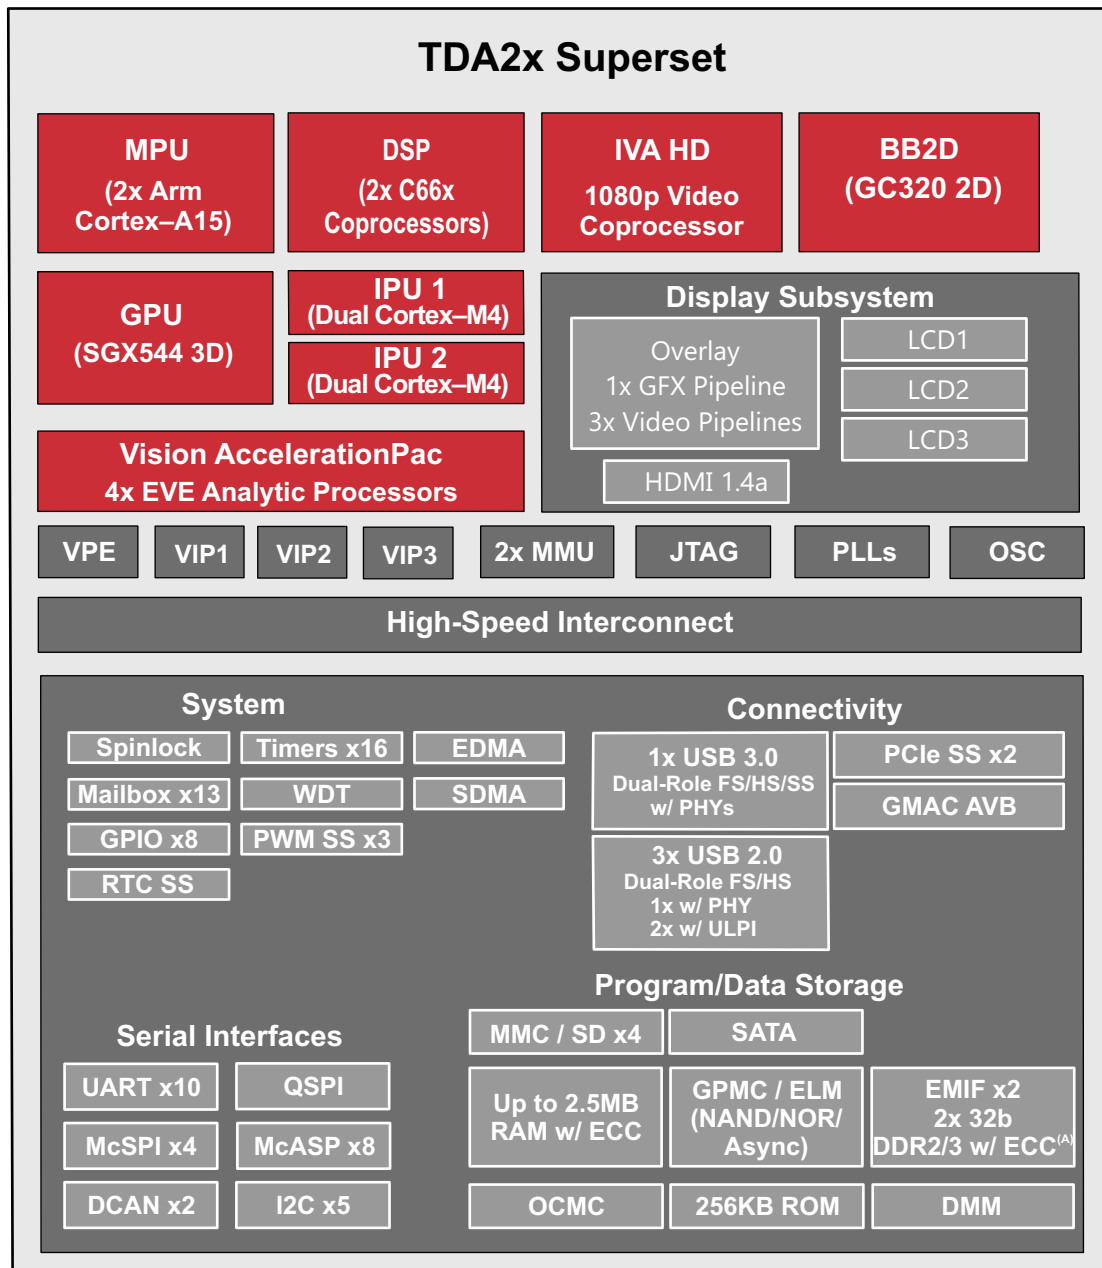 TDA2x Superset
MPU
(2x Arm
Cortex–A15)
DSP
(2x C66x
Coprocessors)
IVA HD
1080p Video
Coprocessor
BB2D
(GC320 2D)
GPU
(SGX544 3D)
IPU 1
(Dual Cortex–M4)
IPU 2
(Dual Cortex–M4)
Display Subsystem
Overlay
1x GFX Pipeline
3x Video Pipelines
LCD1
LCD2
LCD3
HDMI 1.4a
Vision AccelerationPac
4x EVE Analytic Processors
VPE
VIP1
VIP2
VIP3
2x MMU
JTAG
PLLs
OSC
High-Speed Interconnect
System
Spinlock
Timers x16
EDMA
Mailbox x13
WDT
SDMA
GPIO x8
PWM SS x3
RTC SS
Connectivity
1x USB 3.0
Dual-Role FS/HS/SS
w/ PHYs
PCIe SS x2
GMAC AVB
3x USB 2.0
Dual-Role FS/HS
1x w/ PHY
2x w/ ULPI
Program/Data Storage
MMC / SD x4
SATA
Up to 2.5MB
RAM w/ ECC
GPMC / ELM
(NAND/NOR/
Async)
EMIF x2
2x 32b
DDR2/3 w/ ECC(A)
OCMC
256KB ROM
DMM
Serial Interfaces
UART x10
QSPI
McSPI x4
McASP x8
DCAN x2
I2C x5